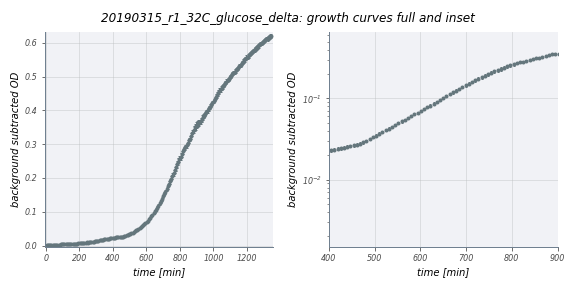 20190315_r1_32C_glucose_delta: growth curves full and inset
background subtracted OD
0.6
0.5
0.4
0.3
0.2
0.1
0.0
0 200 400 600 800 1000 1200
time [min]
background subtracted OD
10⁻¹
10⁻²
400 500 600 700 800 900
time [min]